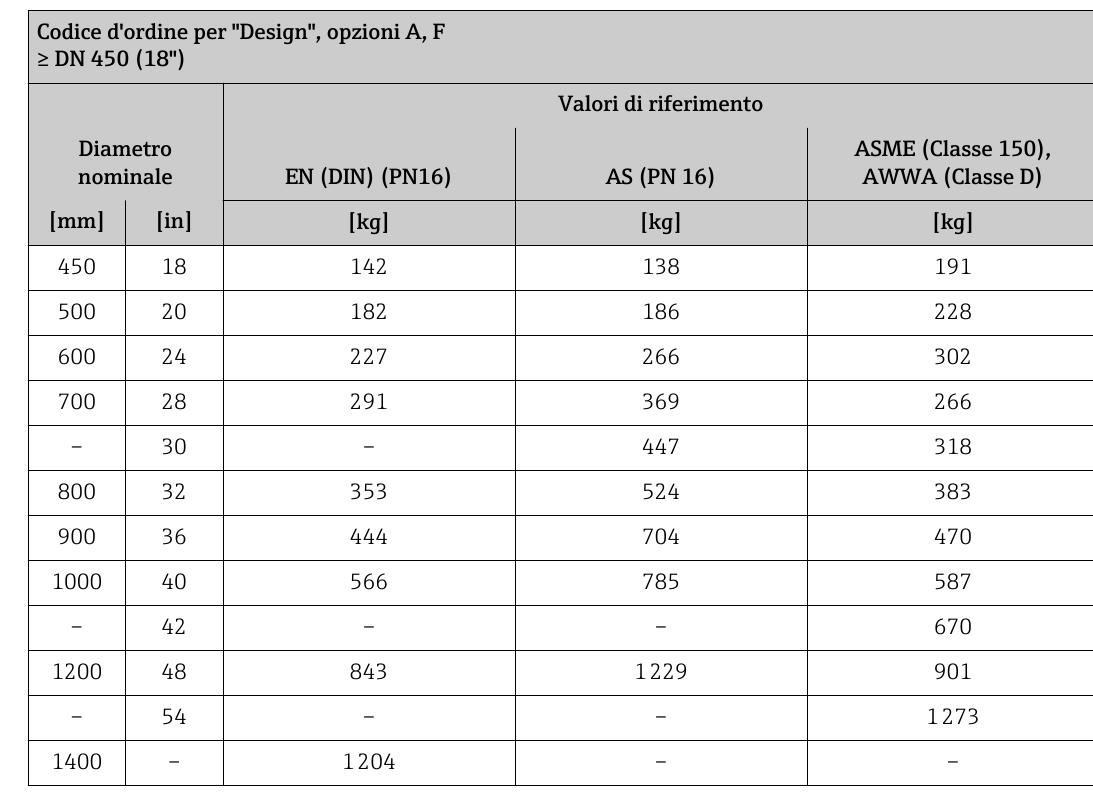 Codice d'ordine per "Design", opzioni A, F
≥ DN 450 (18")
Diametro nominale Valori di riferimento
EN (DIN) (PN16) AS (PN 16) ASME (Classe 150), AWWA (Classe D)
[mm] [in] [kg] [kg] [kg]
450 18 142 138 191
500 20 182 186 228
600 24 227 266 302
700 28 291 369 266
– 30 – 447 318
800 32 353 524 383
900 36 444 704 470
1000 40 566 785 587
– 42 – – 670
1200 48 843 1229 901
– 54 – – 1273
1400 – 1204 – –